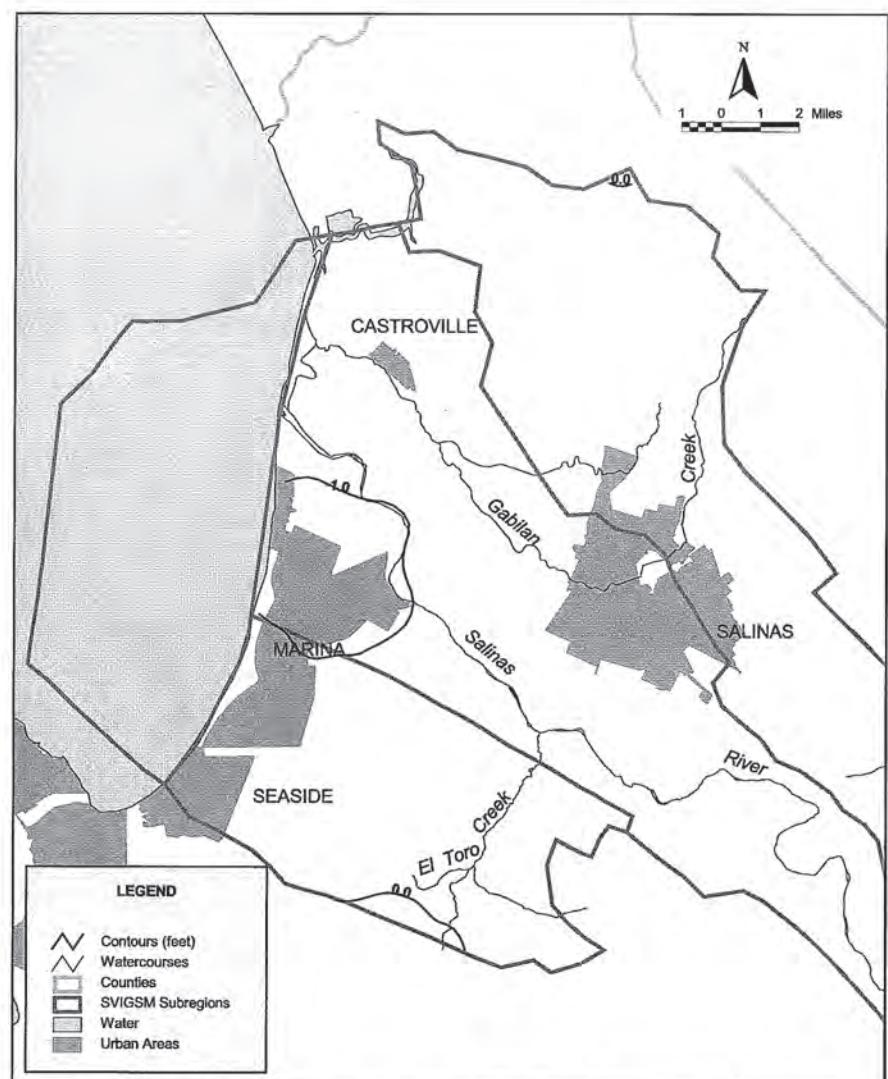 N
1 0 1 2 Miles
0.0
CASTROVILLE
Creek
1.0
Gabilan
SALINAS
MARINA
Salinas
River
SEASIDE
El Toro Creek
0.0
LEGEND
Contours (feet)
Watercourses
Counties
SVIGSM Subregions
Water
Urban Areas